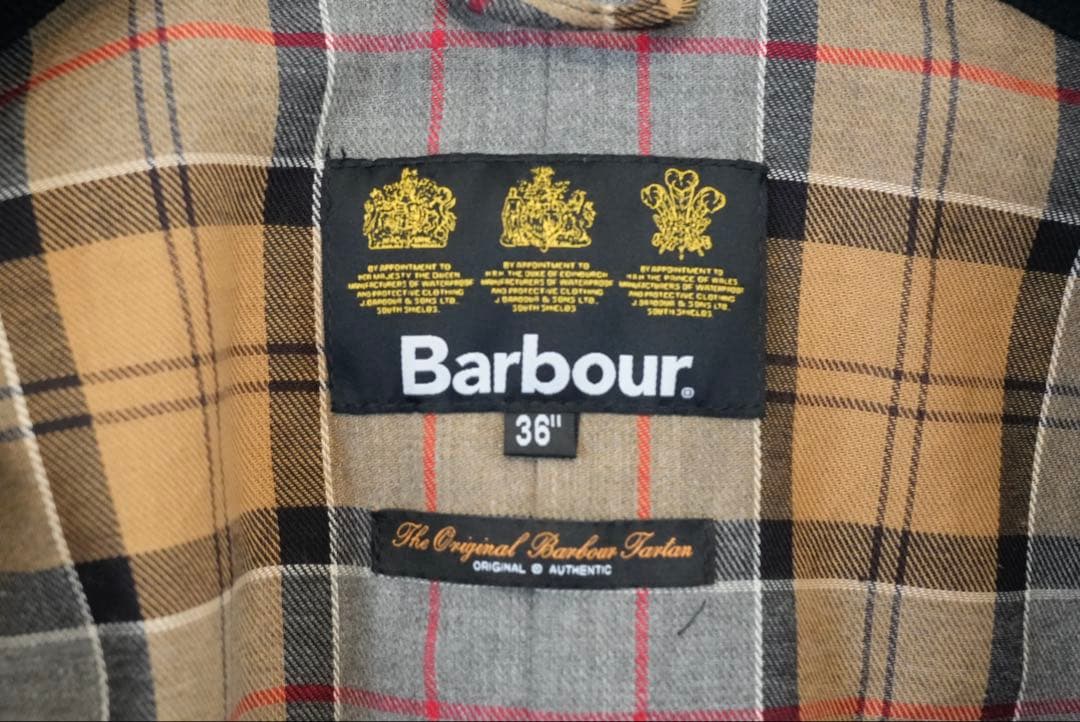 BY APPOINTMENT TO
HER MAJESTY THE QUEEN
MANUFACTURERS OF WATERPROOF
AND PROTECTIVE CLOTHING
J.BARBOUR & SONS LTD.
SOUTH SHIELDS.
BY APPOINTMENT TO
H.R.H. THE DUKE OF EDINBURGH
MANUFACTURERS OF WATERPROOF
AND PROTECTIVE CLOTHING
J.BARBOUR & SONS LTD.
SOUTH SHIELDS
BY APPOINTMENT TO
H.R.H. THE PRINCE OF WALES
MANUFACTURERS OF WATERPROOF
AND PROTECTIVE CLOTHING
J.BARBOUR & SONS LTD.
SOUTH SHIELDS
Barbour®
36"
The Original Barbour Tartan
ORIGINAL & AUTHENTIC